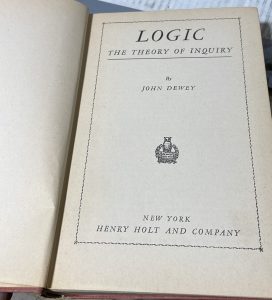 LOGIC
THE THEORY OF INQUIRY
By
JOHN DEWEY
NEW YORK
HENRY HOLT AND COMPANY